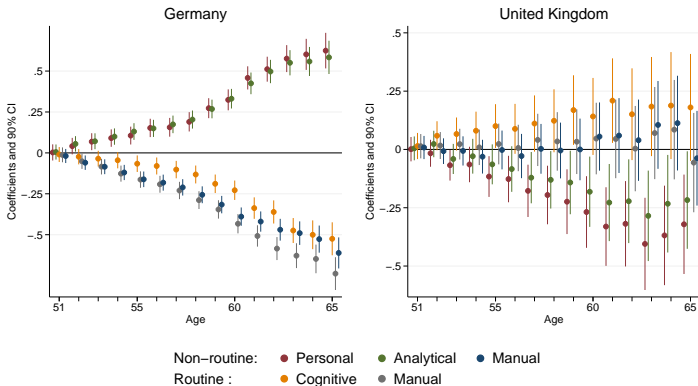 Germany
United Kingdom
Coefficients and 90% CI
.5
.25
0
-.25
-.5
51
55
60
65
Age
Coefficients and 90% CI
.5
.25
0
-.25
-.5
51
55
60
65
Age
Non-routine: Personal Analytical Manual
Routine : Cognitive Manual